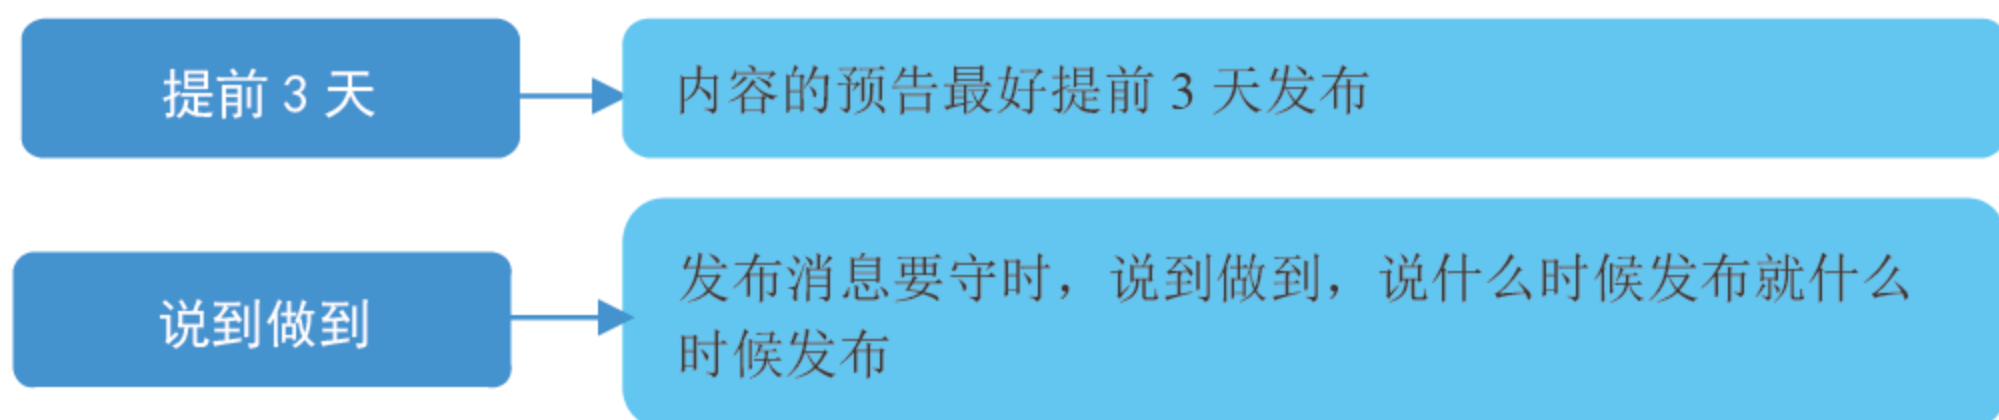 提前 3 天
内容的预告最好提前 3 天发布
说到做到
发布消息要守时，说到做到，说什么时候发布就什么
时候发布